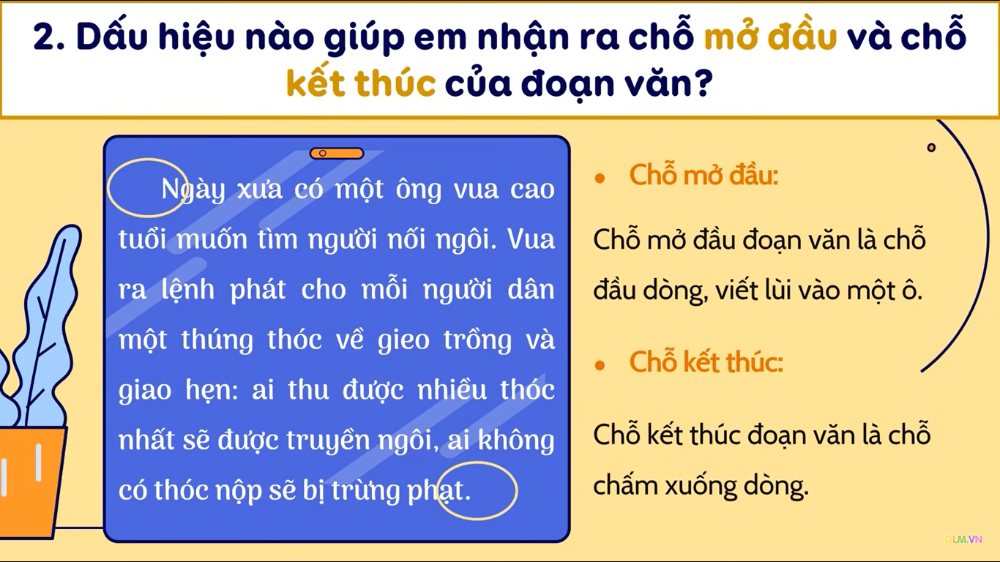 2. Dấu hiệu nào giúp em nhận ra chỗ mở đầu và chỗ
kết thúc của đoạn văn?
Ngày xưa có một ông vua cao
tuổi muốn tìm người nối ngôi. Vua
ra lệnh phát cho mỗi người dân
một thúng thóc về gieo trồng và
giao hẹn: ai thu được nhiều thóc
nhất sẽ được truyền ngôi, ai không
có thóc nộp sẽ bị trừng phạt.
• Chỗ mở đầu:
Chỗ mở đầu đoạn văn là chỗ
đầu dòng, viết lùi vào một ô.
• Chỗ kết thúc:
Chỗ kết thúc đoạn văn là chỗ
chấm xuống dòng.
OLM.VN